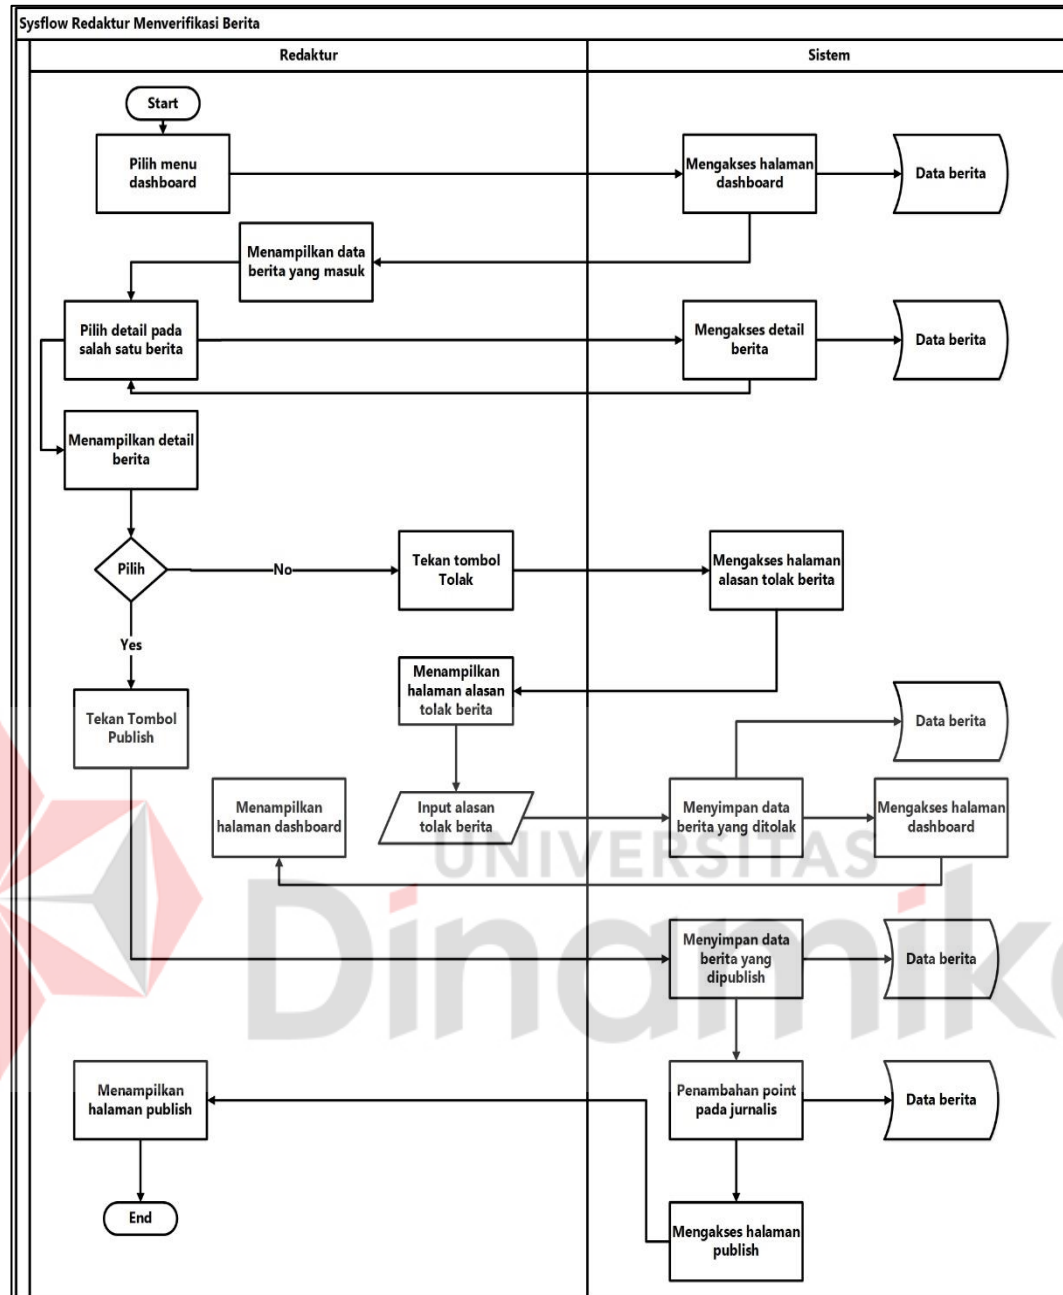 Sysflow Redaktur Menverifikasi Berita
Redaktur
Sistem
Start
Pilih menu
dashboard
Mengakses halaman
dashboard
Data berita
Menampilkan data
berita yang masuk
Pilih detail pada
salah satu berita
Mengakses detail
berita
Data berita
Menampilkan detail
berita
Pilih
No
Tekan tombol
Tolak
Mengakses halaman
alasan tolak berita
Yes
Menampilkan
halaman alasan
tolak berita
Tekan Tombol
Publish
Data berita
Menampilkan
halaman dashboard
Input alasan
tolak berita
Menyimpan data
berita yang ditolak
Mengakses halaman
dashboard
UNIVERSITAS
Dinamika
Menyimpan data
berita yang
dipublish
Data berita
Menampilkan
halaman publish
Penambahan point
pada jurnalis
Data berita
End
Mengakses halaman
publish